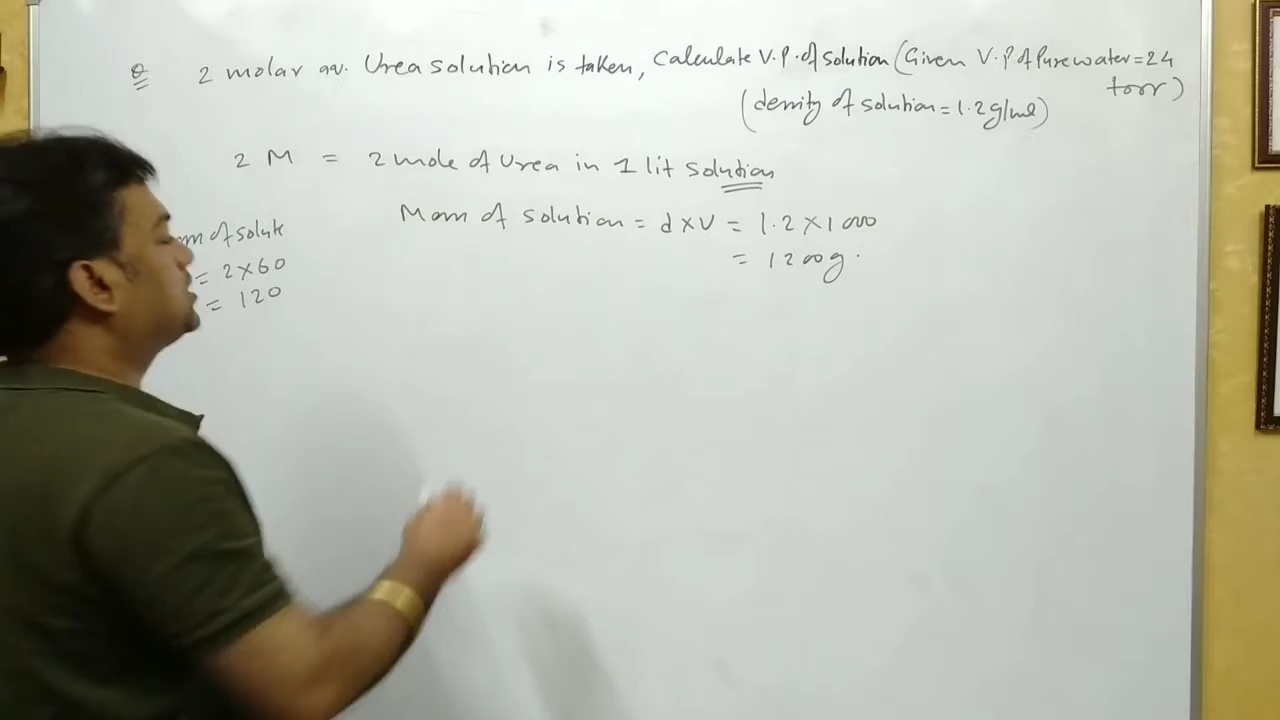 Q 2 molar aq. Urea solution is taken, Calculate V.P. of solution (Given V.P of Pure water = 24
torr)
(density of solution = 1.2 g/ml)
2 M = 2 mole of Urea in 1 lit solution
Mass of solution = d x V = 1.2 x 1000
= 1200g.
of solute
= 2 x 60
= 120